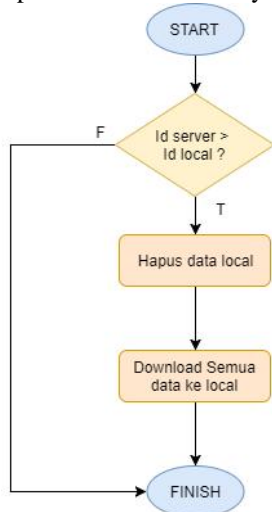 START
Id server >
Id local ?
F
T
Hapus data local
Download Semua
data ke local
FINISH